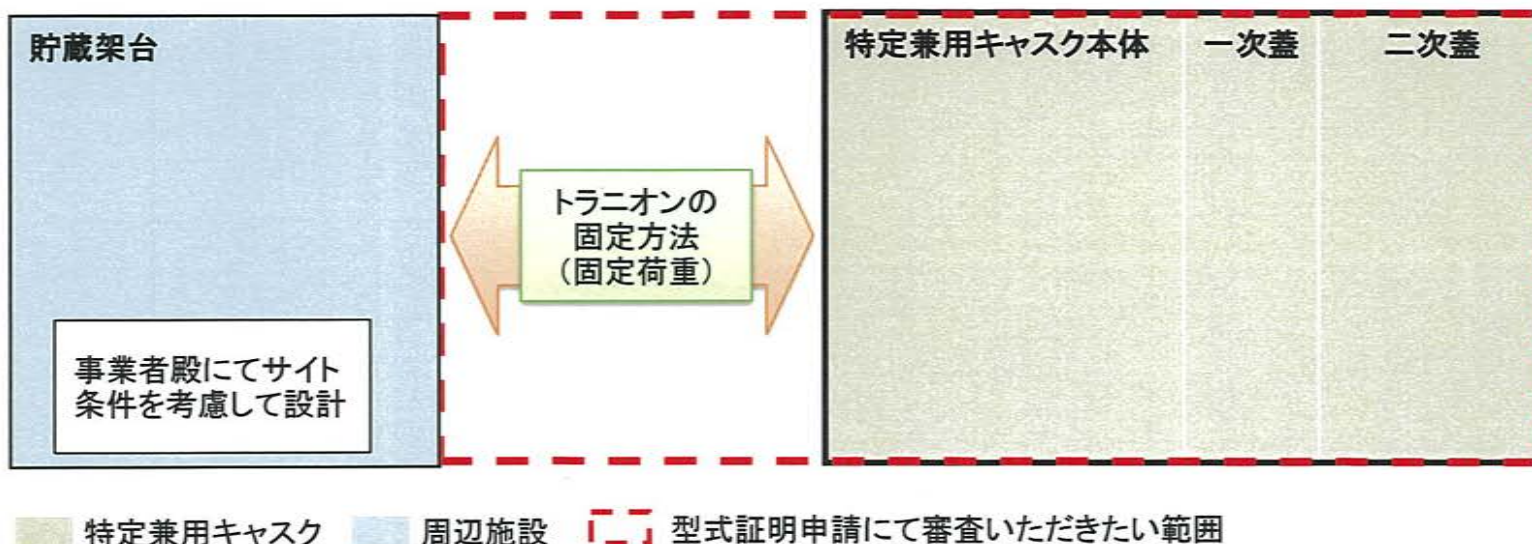 貯蔵架台
特定兼用キャスク本体 一次蓋 二次蓋
トラニオンの
固定方法
（固定荷重）
事業者殿にてサイト
条件を考慮して設計
特定兼用キャスク 周辺施設 型式証明申請にて審査いただきたい範囲